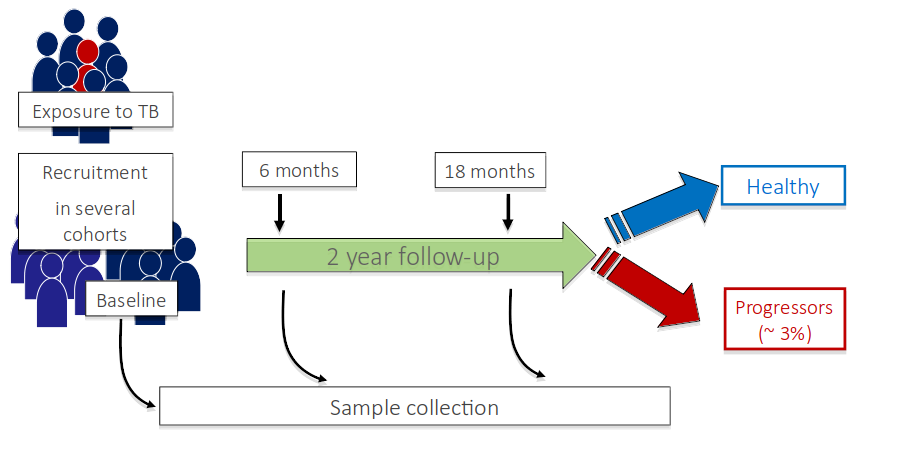 Exposure to TB
Recruitment
in several
cohorts
Baseline
6 months
18 months
2 year follow-up
Healthy
Progressors
(~ 3%)
Sample collection